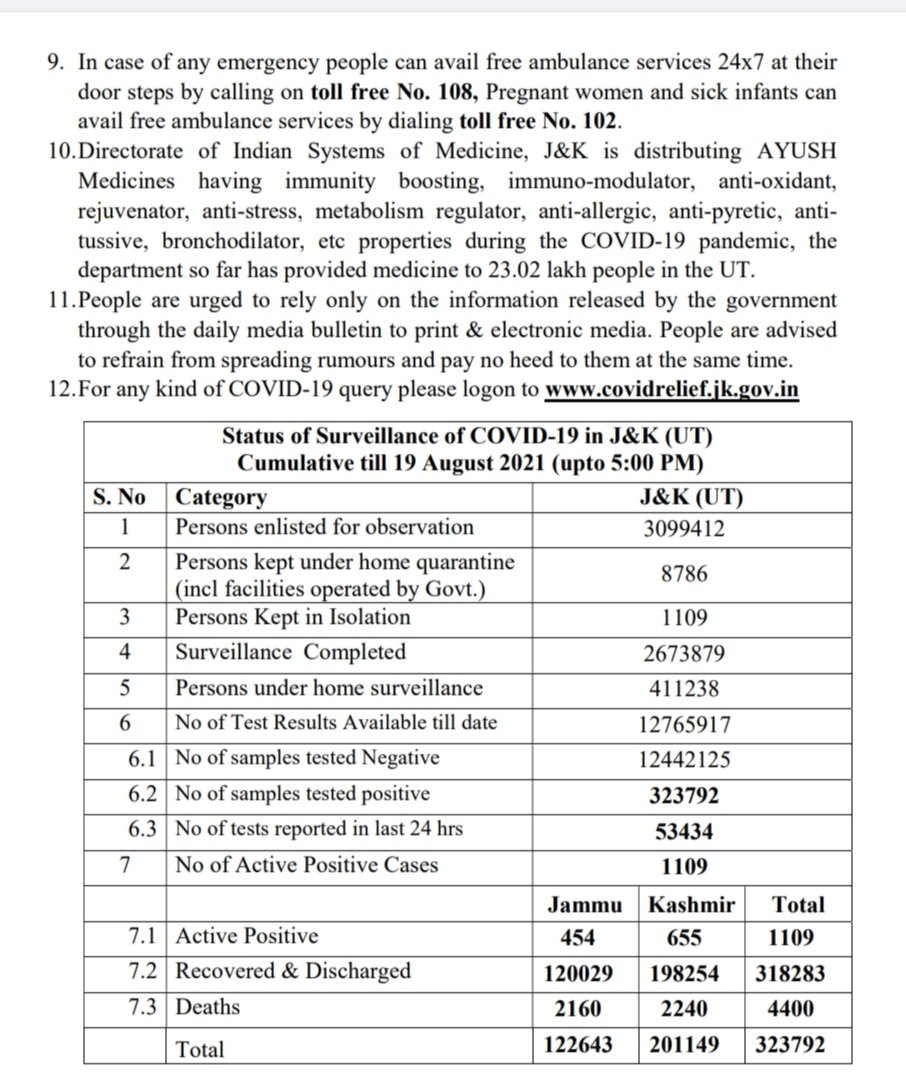 9. In case of any emergency people can avail free ambulance services 24x7 at their
door steps by calling on toll free No. 108, Pregnant women and sick infants can
avail free ambulance services by dialing toll free No. 102.
10.Directorate of Indian Systems of Medicine, J&K is distributing AYUSH
Medicines having immunity boosting, immuno-modulator, anti-oxidant,
rejuvenator, anti-stress, metabolism regulator, anti-allergic, anti-pyretic, anti-
tussive, bronchodilator, etc properties during the COVID-19 pandemic, the
department so far has provided medicine to 23.02 lakh people in the UT.
11.People are urged to rely only on the information released by the government
through the daily media bulletin to print & electronic media. People are advised
to refrain from spreading rumours and pay no heed to them at the same time.
12.For any kind of COVID-19 query please logon to www.covidrelief.jk.gov.in
Status of Surveillance of COVID-19 in J&K (UT)
Cumulative till 19 August 2021 (upto 5:00 PM)
S. No Category J&K (UT)
1 Persons enlisted for observation 3099412
2 Persons kept under home quarantine
(incl facilities operated by Govt.) 8786
3 Persons Kept in Isolation 1109
4 Surveillance Completed 2673879
5 Persons under home surveillance 411238
6 No of Test Results Available till date 12765917
6.1 No of samples tested Negative 12442125
6.2 No of samples tested positive 323792
6.3 No of tests reported in last 24 hrs 53434
7 No of Active Positive Cases 1109
Jammu Kashmir Total
7.1 Active Positive 454 655 1109
7.2 Recovered & Discharged 120029 198254 318283
7.3 Deaths 2160 2240 4400
Total 122643 201149 323792